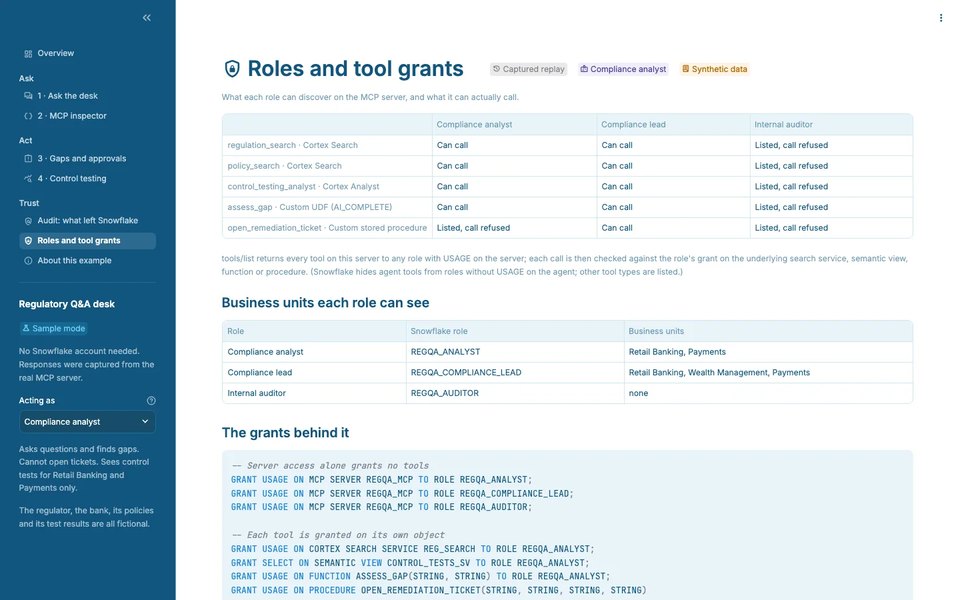 Overview
Ask
1 · Ask the desk
2 · MCP inspector
Act
3 · Gaps and approvals
4 · Control testing
Trust
Audit: what left Snowflake
Roles and tool grants
About this example
Regulatory Q&A desk
Sample mode
No Snowflake account needed.
Responses were captured from the
real MCP server.
Acting as
Compliance analyst
Asks questions and finds gaps.
Cannot open tickets. Sees control
tests for Retail Banking and
Payments only.
The regulator, the bank, its policies
and its test results are all fictional.
Roles and tool grants Captured replay Compliance analyst Synthetic data
What each role can discover on the MCP server, and what it can actually call.
Compliance analyst Compliance lead Internal auditor
regulation_search · Cortex Search Can call Can call Listed, call refused
policy_search · Cortex Search Can call Can call Listed, call refused
control_testing_analyst · Cortex Analyst Can call Can call Listed, call refused
assess_gap · Custom UDF (AI_COMPLETE) Can call Can call Listed, call refused
open_remediation_ticket · Custom stored procedure Listed, call refused Can call Listed, call refused
tools/list returns every tool on this server to any role with USAGE on the server; each call is then checked against the role's grant on the underlying search service, semantic view,
function or procedure. (Snowflake hides agent tools from roles without USAGE on the agent; other tool types are listed.)
Business units each role can see
Role Snowflake role Business units
Compliance analyst REGQA_ANALYST Retail Banking, Payments
Compliance lead REGQA_COMPLIANCE_LEAD Retail Banking, Wealth Management, Payments
Internal auditor REGQA_AUDITOR none
The grants behind it
-- Server access alone grants no tools
GRANT USAGE ON MCP SERVER REGQA_MCP TO ROLE REGQA_ANALYST;
GRANT USAGE ON MCP SERVER REGQA_MCP TO ROLE REGQA_COMPLIANCE_LEAD;
GRANT USAGE ON MCP SERVER REGQA_MCP TO ROLE REGQA_AUDITOR;
-- Each tool is granted on its own object
GRANT USAGE ON CORTEX SEARCH SERVICE REG_SEARCH TO ROLE REGQA_ANALYST;
GRANT SELECT ON SEMANTIC VIEW CONTROL_TESTS_SV TO ROLE REGQA_ANALYST;
GRANT USAGE ON FUNCTION ASSESS_GAP(STRING, STRING) TO ROLE REGQA_ANALYST;
GRANT USAGE ON PROCEDURE OPEN_REMEDIATION_TICKET(STRING, STRING, STRING, STRING)